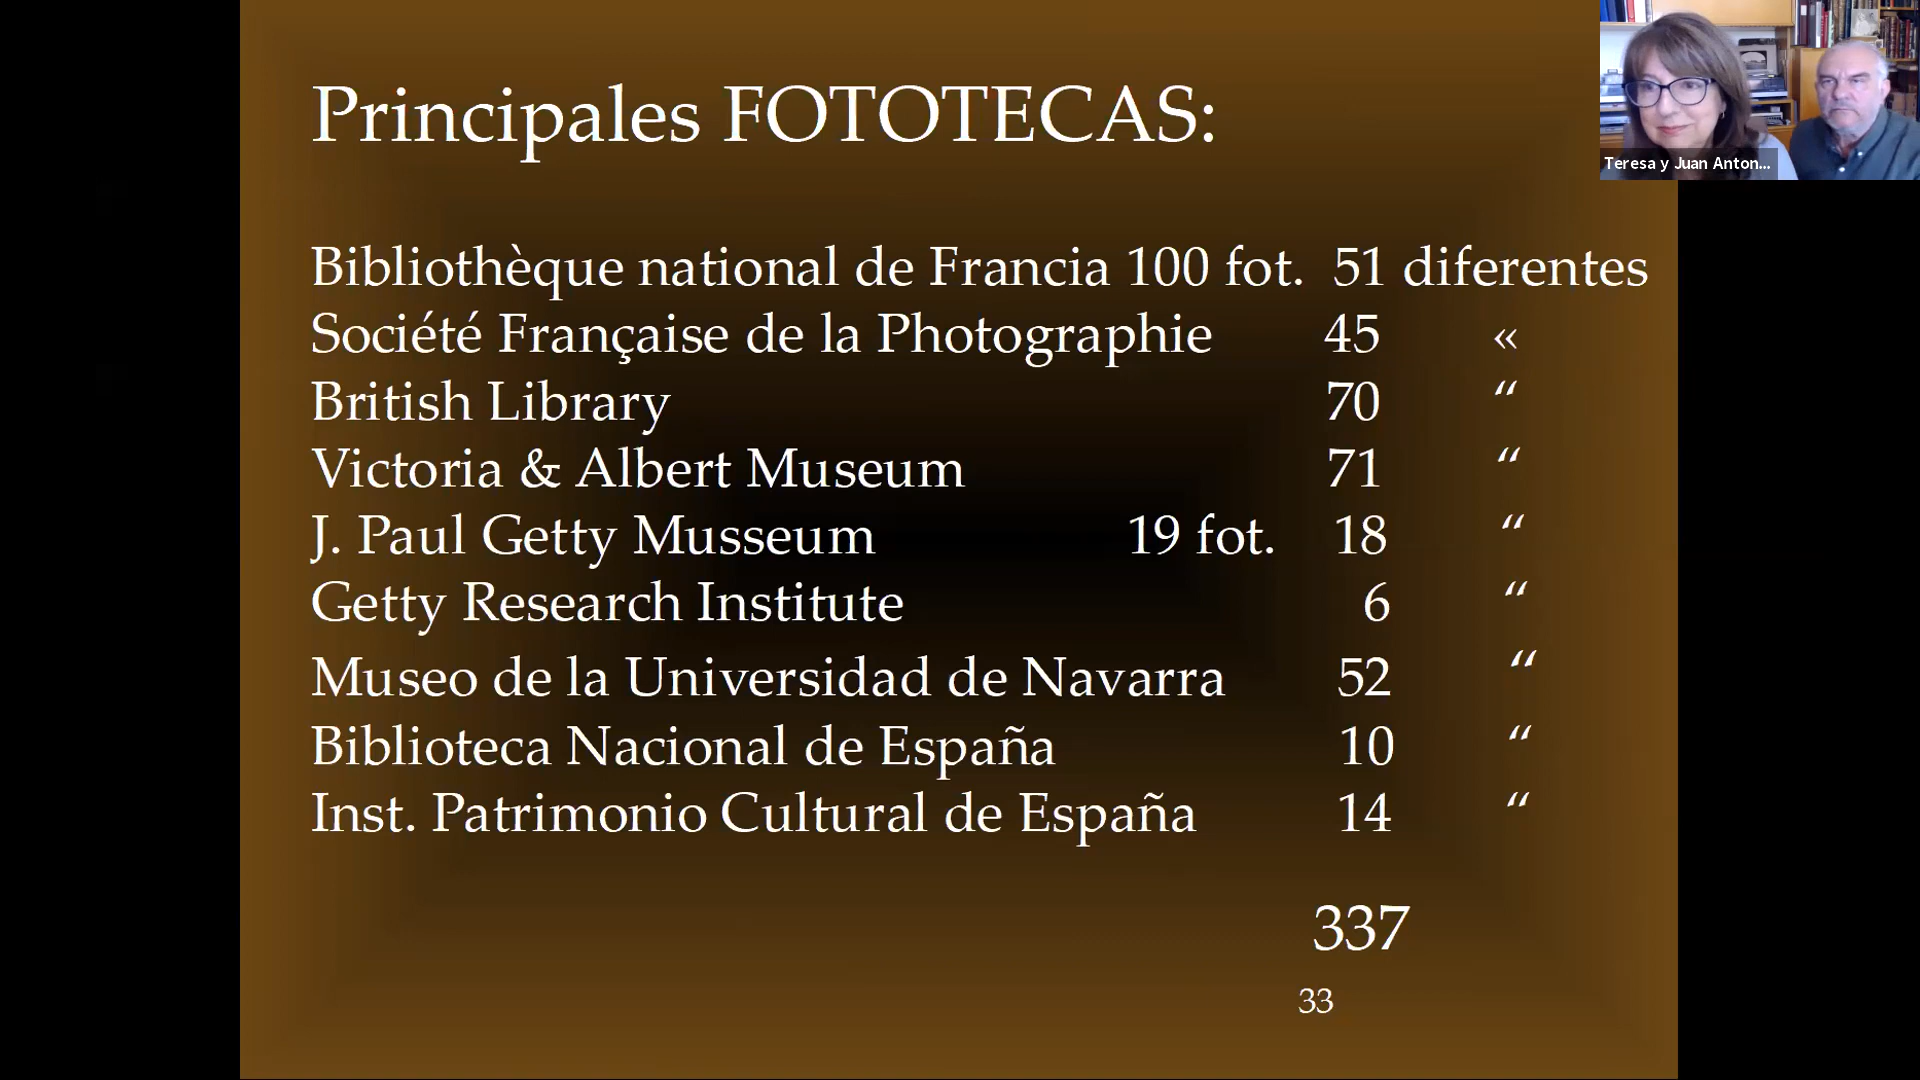 Principales FOTOTECAS:
Teresa y Juan Anton...
Bibliothèque national de Francia 100 fot. 51 diferentes
Société Française de la Photographie 45 «
British Library 70 “
Victoria & Albert Museum 71 “
J. Paul Getty Musseum 19 fot. 18 “
Getty Research Institute 6 “
Museo de la Universidad de Navarra 52 “
Biblioteca Nacional de España 10 “
Inst. Patrimonio Cultural de España 14 “
337
33